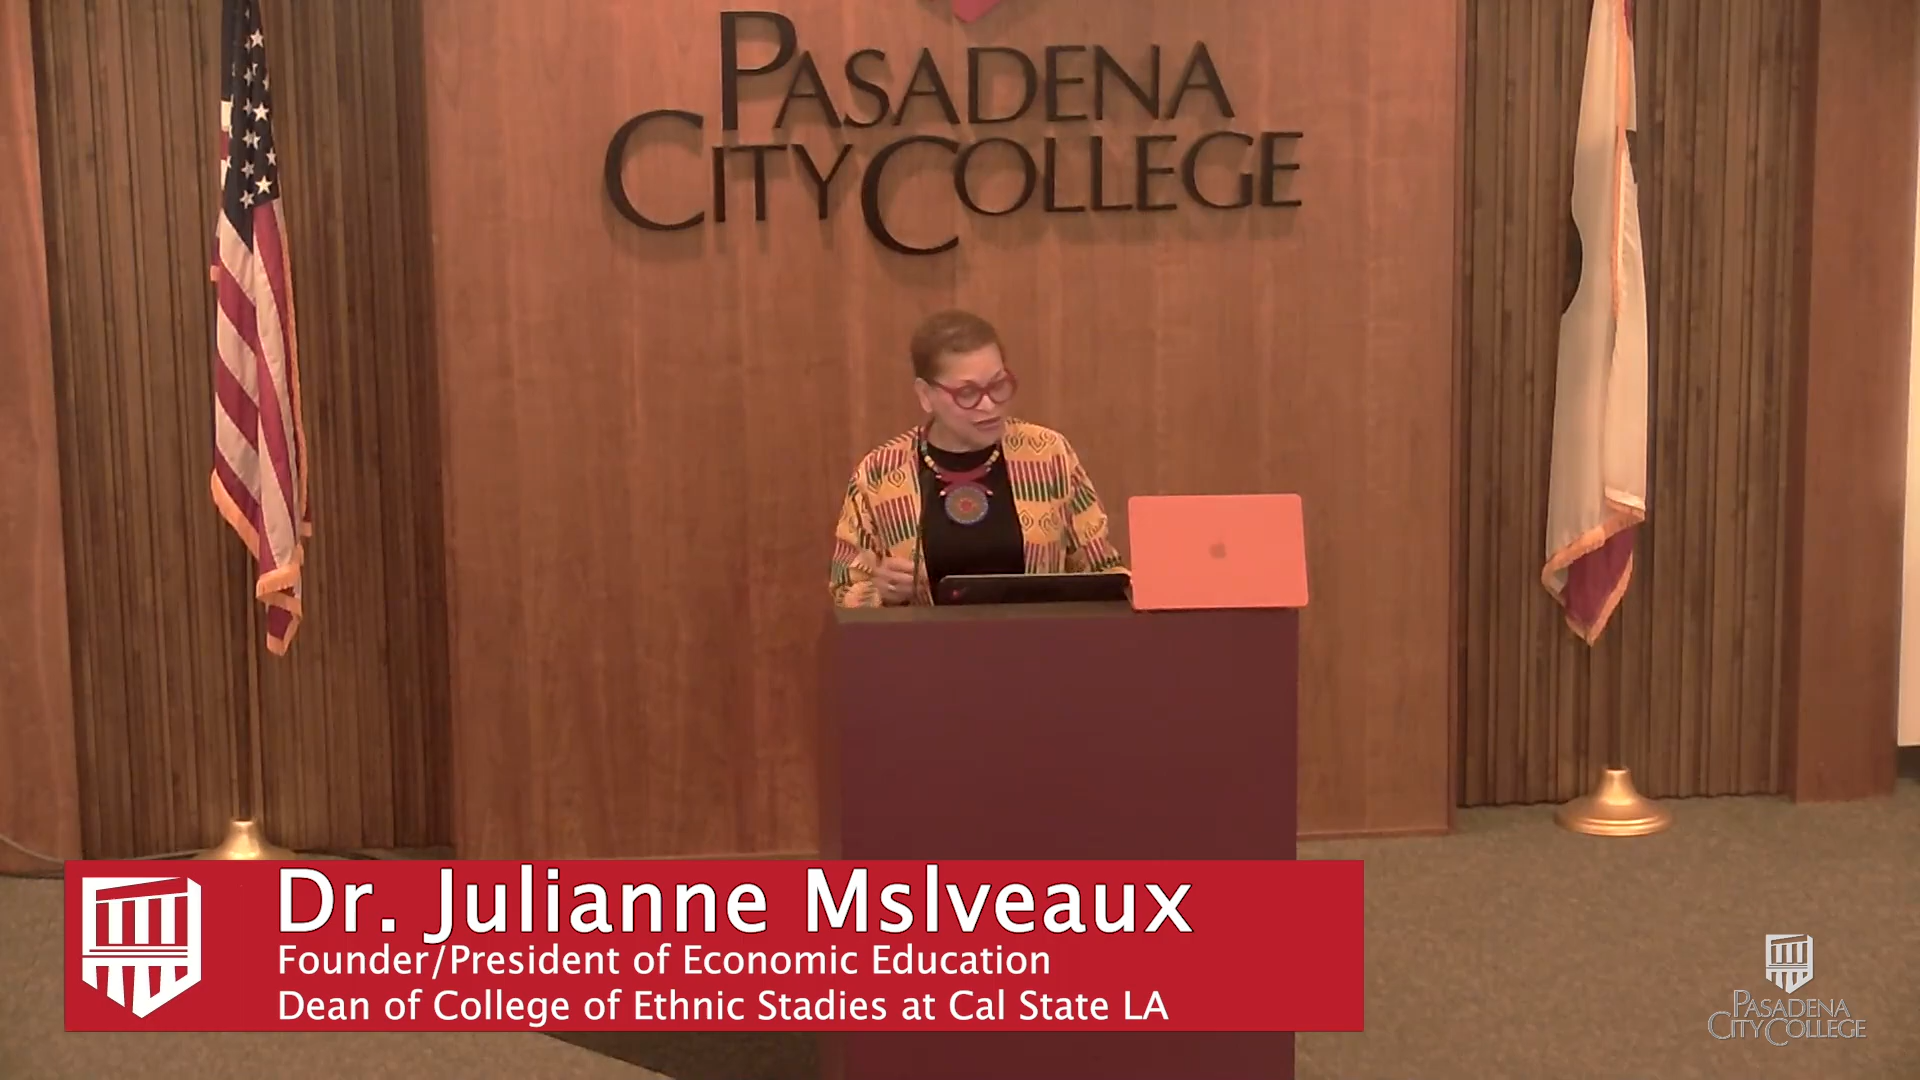 PASADENA
CITY COLLEGE
Dr. Julianne Mslveaux
Founder/President of Economic Education
Dean of College of Ethnic Stadies at Cal State LA
PASADENA
CITY COLLEGE